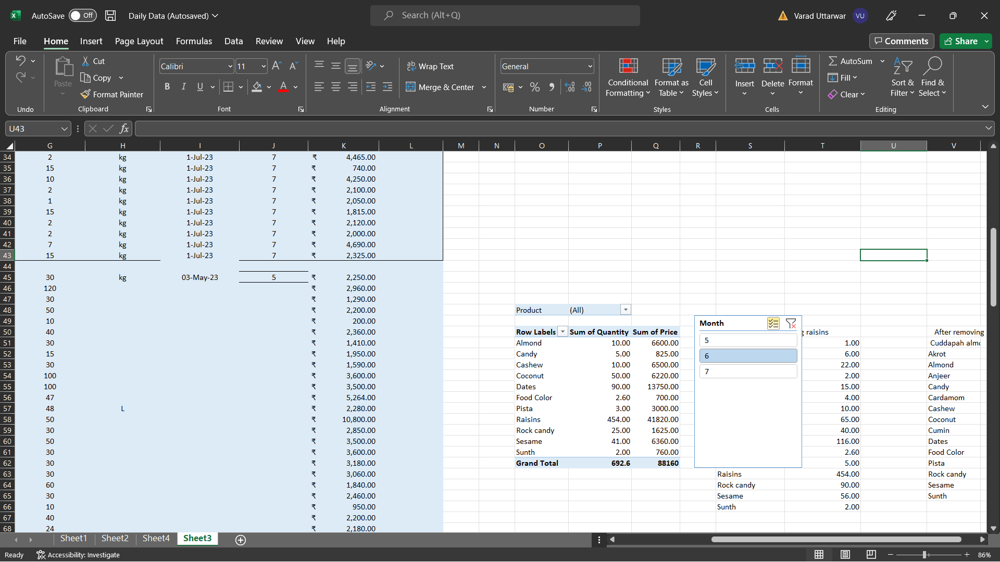 AutoSave Off Daily Data (Autosaved) Search (Alt+Q) Varad Uttarwar VU
File Home Insert Page Layout Formulas Data Review View Help Comments Share
Paste Cut Copy Format Painter
Calibri 11
B I U A
Wrap Text
Merge & Center
General
% 9
Conditional Formatting
Format as Table
Cell Styles
Insert Delete Format
AutoSum
Fill
Clear
Sort & Filter
Find & Select
Undo Clipboard Font Alignment Number Styles Cells Editing
U43 fx
G H I J K L M N O P Q R S T U V
34 2 kg 1-Jul-23 7 ₹ 4,465.00
35 15 kg 1-Jul-23 7 ₹ 740.00
36 10 kg 1-Jul-23 7 ₹ 4,250.00
37 2 kg 1-Jul-23 7 ₹ 2,100.00
38 1 kg 1-Jul-23 7 ₹ 2,050.00
39 15 kg 1-Jul-23 7 ₹ 1,815.00
40 2 kg 1-Jul-23 7 ₹ 2,120.00
41 2 kg 1-Jul-23 7 ₹ 2,000.00
42 7 kg 1-Jul-23 7 ₹ 4,690.00
43 15 kg 1-Jul-23 7 ₹ 2,325.00
44
45 30 kg 03-May-23 5 ₹ 2,250.00
46 120 ₹ 2,960.00
47 30 ₹ 1,290.00
48 50 ₹ 2,200.00 Product (All)
49 10 ₹ 200.00
50 40 ₹ 2,360.00 Row Labels Sum of Quantity Sum of Price Month raisins After removing
51 30 ₹ 1,410.00 Almond 10.00 6600.00 5 1.00 Cuddapah
52 15 ₹ 1,950.00 Candy 5.00 825.00 6 6.00 Akrot
53 30 ₹ 1,590.00 Cashew 10.00 6500.00 22.00 Almond
54 100 ₹ 3,600.00 Coconut 50.00 6220.00 7 2.00 Anjeer
55 100 ₹ 3,500.00 Dates 90.00 13750.00 15.00 Candy
56 47 ₹ 5,264.00 Food Color 2.60 700.00 4.00 Cardamom
57 48 L ₹ 2,280.00 Pista 3.00 3000.00 10.00 Cashew
58 50 ₹ 10,800.00 Raisins 454.00 41820.00 65.00 Coconut
59 30 ₹ 2,850.00 Rock candy 25.00 1625.00 40.00 Cumin
60 50 ₹ 3,500.00 Sesame 41.00 6360.00 116.00 Dates
61 30 ₹ 3,600.00 Sunth 2.00 760.00 2.60 Food Color
62 30 ₹ 3,180.00 Grand Total 692.6 88160 5.00 Pista
63 30 ₹ 3,060.00 Raisins 454.00 Rock candy
64 60 ₹ 1,840.00 Rock candy 90.00 Sesame
65 30 ₹ 2,460.00 Sesame 56.00 Sunth
66 10 ₹ 950.00 Sunth 2.00
67 40 ₹ 2,200.00
68 24 ₹ 2,180.00
Sheet1 Sheet2 Sheet4 Sheet3
Ready Accessibility: Investigate 86%